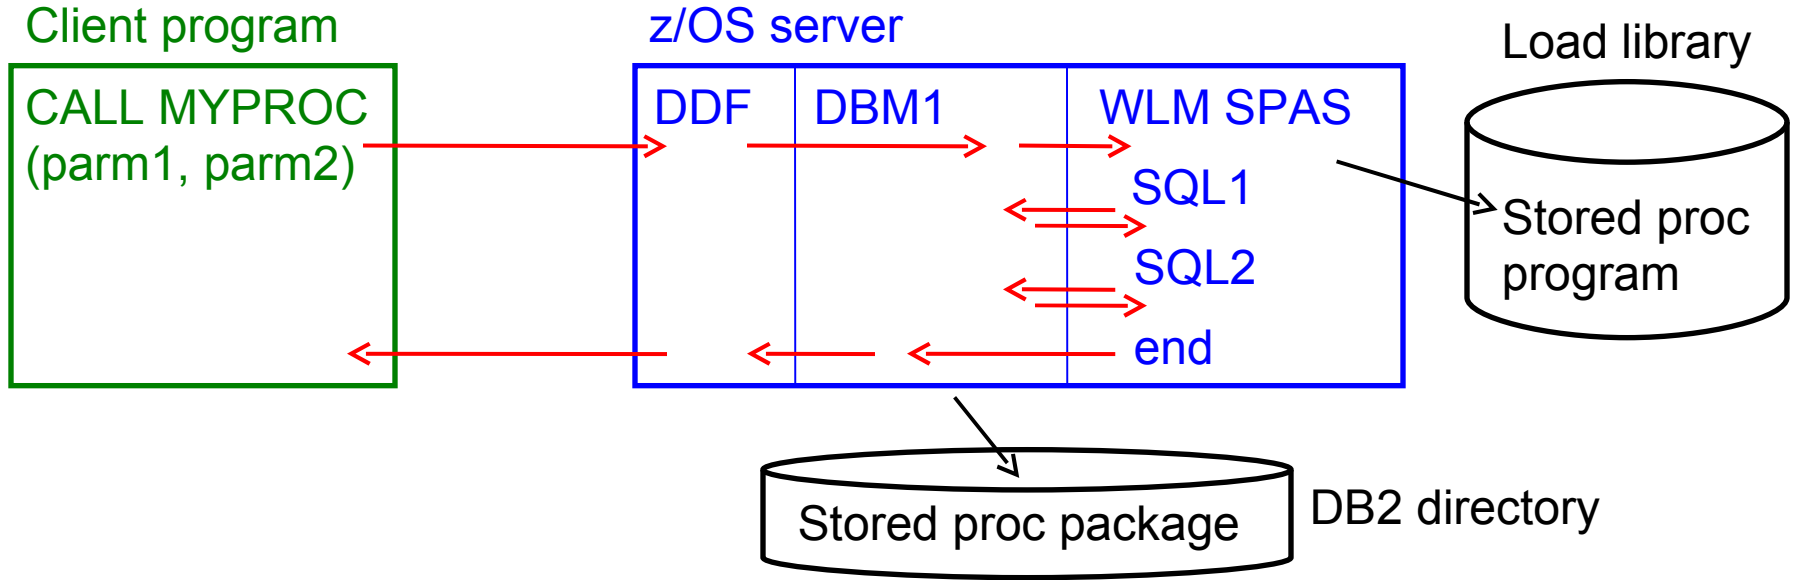 Client program
CALL MYPROC
(parm1, parm2)
z/OS server
DDF
DBM1
WLM SPAS
SQL1
SQL2
end
Load library
Stored proc
program
Stored proc package
DB2 directory